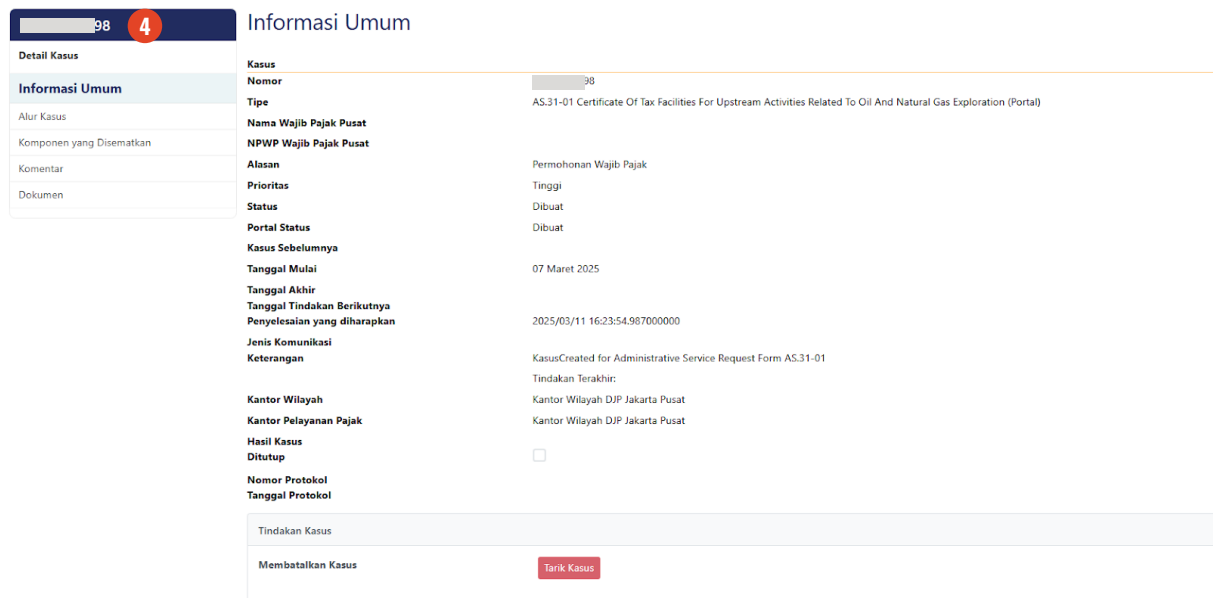 98
4
Detail Kasus
Informasi Umum
Alur Kasus
Komponen yang Disematkan
Komentar
Dokumen
Informasi Umum
Kasus
Nomor 98
Tipe AS.31-01 Certificate Of Tax Facilities For Upstream Activities Related To Oil And Natural Gas Exploration (Portal)
Nama Wajib Pajak Pusat
NPWP Wajib Pajak Pusat
Alasan Permohonan Wajib Pajak
Prioritas Tinggi
Status Dibuat
Portal Status Dibuat
Kasus Sebelumnya
Tanggal Mulai 07 Maret 2025
Tanggal Akhir
Tanggal Tindakan Berikutnya
Penyelesaian yang diharapkan 2025/03/11 16:23:54.987000000
Jenis Komunikasi
Keterangan KasusCreated for Administrative Service Request Form AS.31-01
Tindakan Terakhir:
Kantor Wilayah Kantor Wilayah DJP Jakarta Pusat
Kantor Pelayanan Pajak Kantor Wilayah DJP Jakarta Pusat
Hasil Kasus
Ditutup
Nomor Protokol
Tanggal Protokol
Tindakan Kasus
Membatalkan Kasus Tarik Kasus